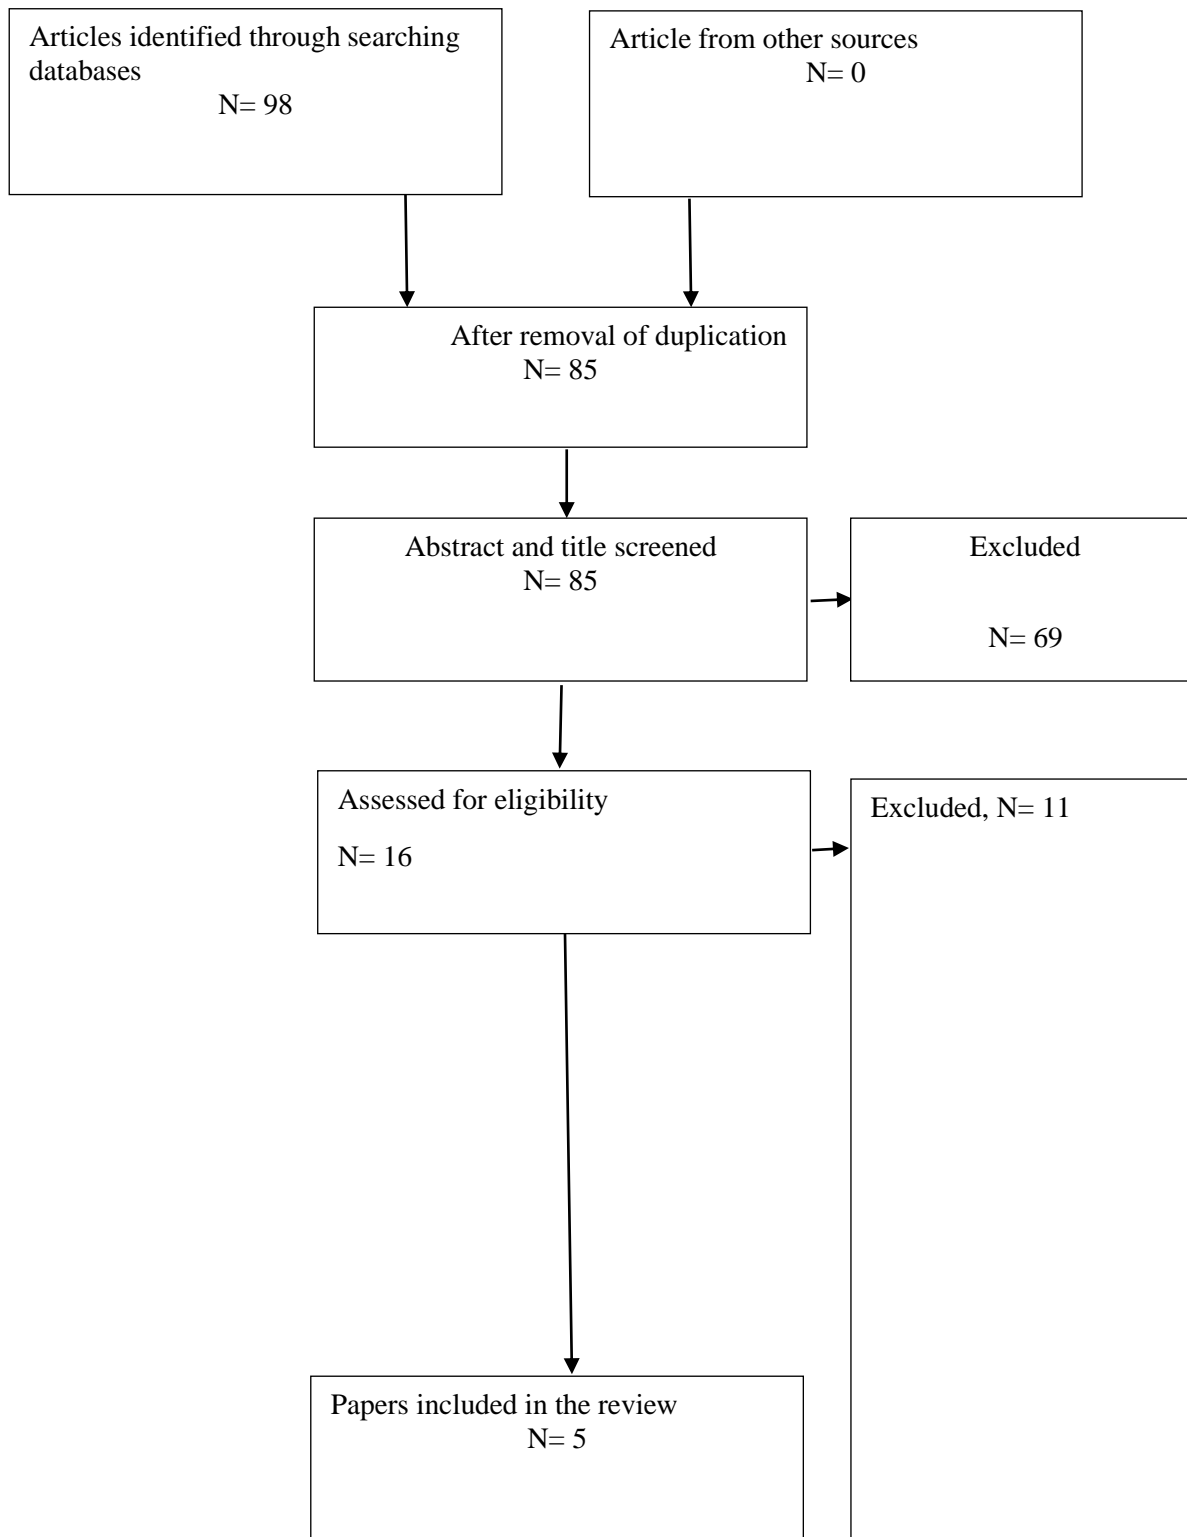 Articles identified through searching
databases
N= 98
Article from other sources
N= 0
After removal of duplication
N= 85
Abstract and title screened
N= 85
Excluded
N= 69
Assessed for eligibility
N= 16
Excluded, N= 11
Papers included in the review
N= 5